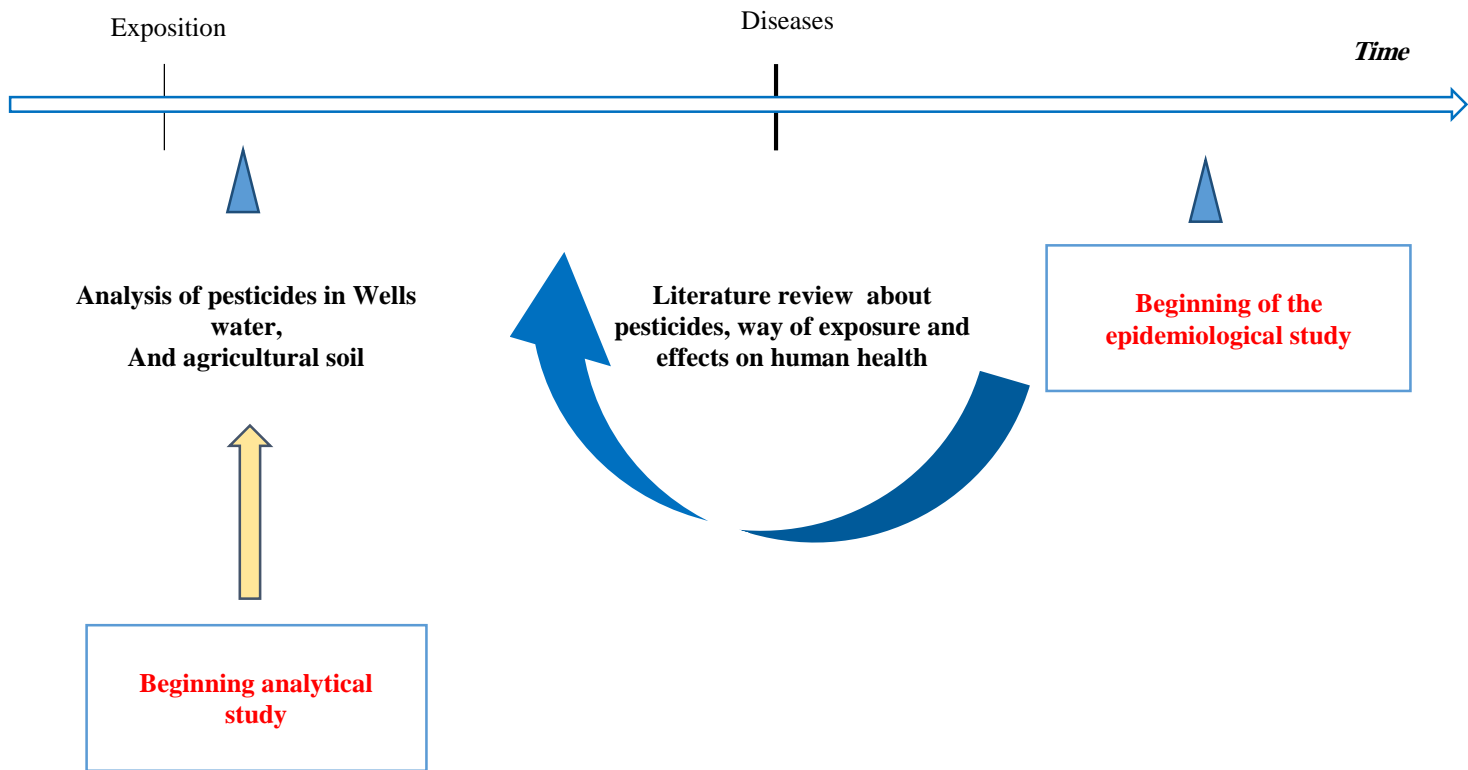 Exposition
Diseases
Time
Analysis of pesticides in Wells
water,
And agricultural soil
Literature review about
pesticides, way of exposure and
effects on human health
Beginning of the
epidemiological study
Beginning analytical
study